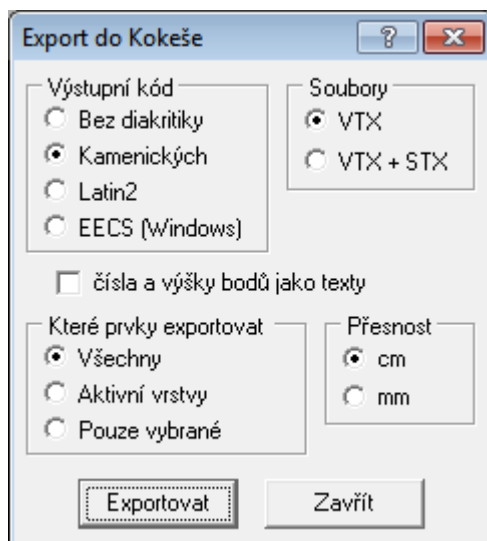 Export do Kokeše
Výstupní kód
Bez diakritiky
Kamenických
Latin2
EECS (Windows)
Soubory
VTX
VTX + STX
čísla a výšky bodů jako texty
Které prvky exportovat
Všechny
Aktivní vrstvy
Pouze vybrané
Přesnost
cm
mm
Exportovat
Zavřít